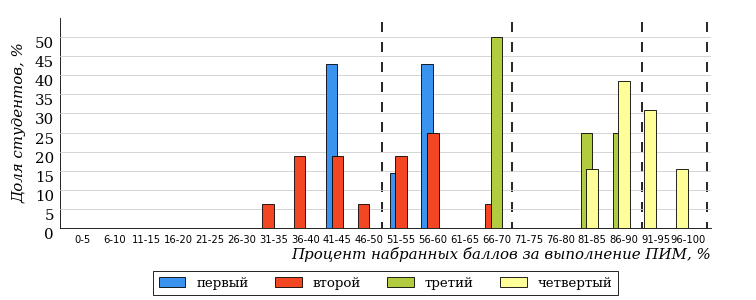 Доля студентов, %
50
45
40
35
30
25
20
15
10
5
0
0-5 6-10 11-15 16-20 21-25 26-30 31-35 36-40 41-45 46-50 51-55 56-60 61-65 66-70 71-75 76-80 81-85 86-90 91-95 96-100
Процент набранных баллов за выполнение ПИМ, %
первый второй третий четвертый